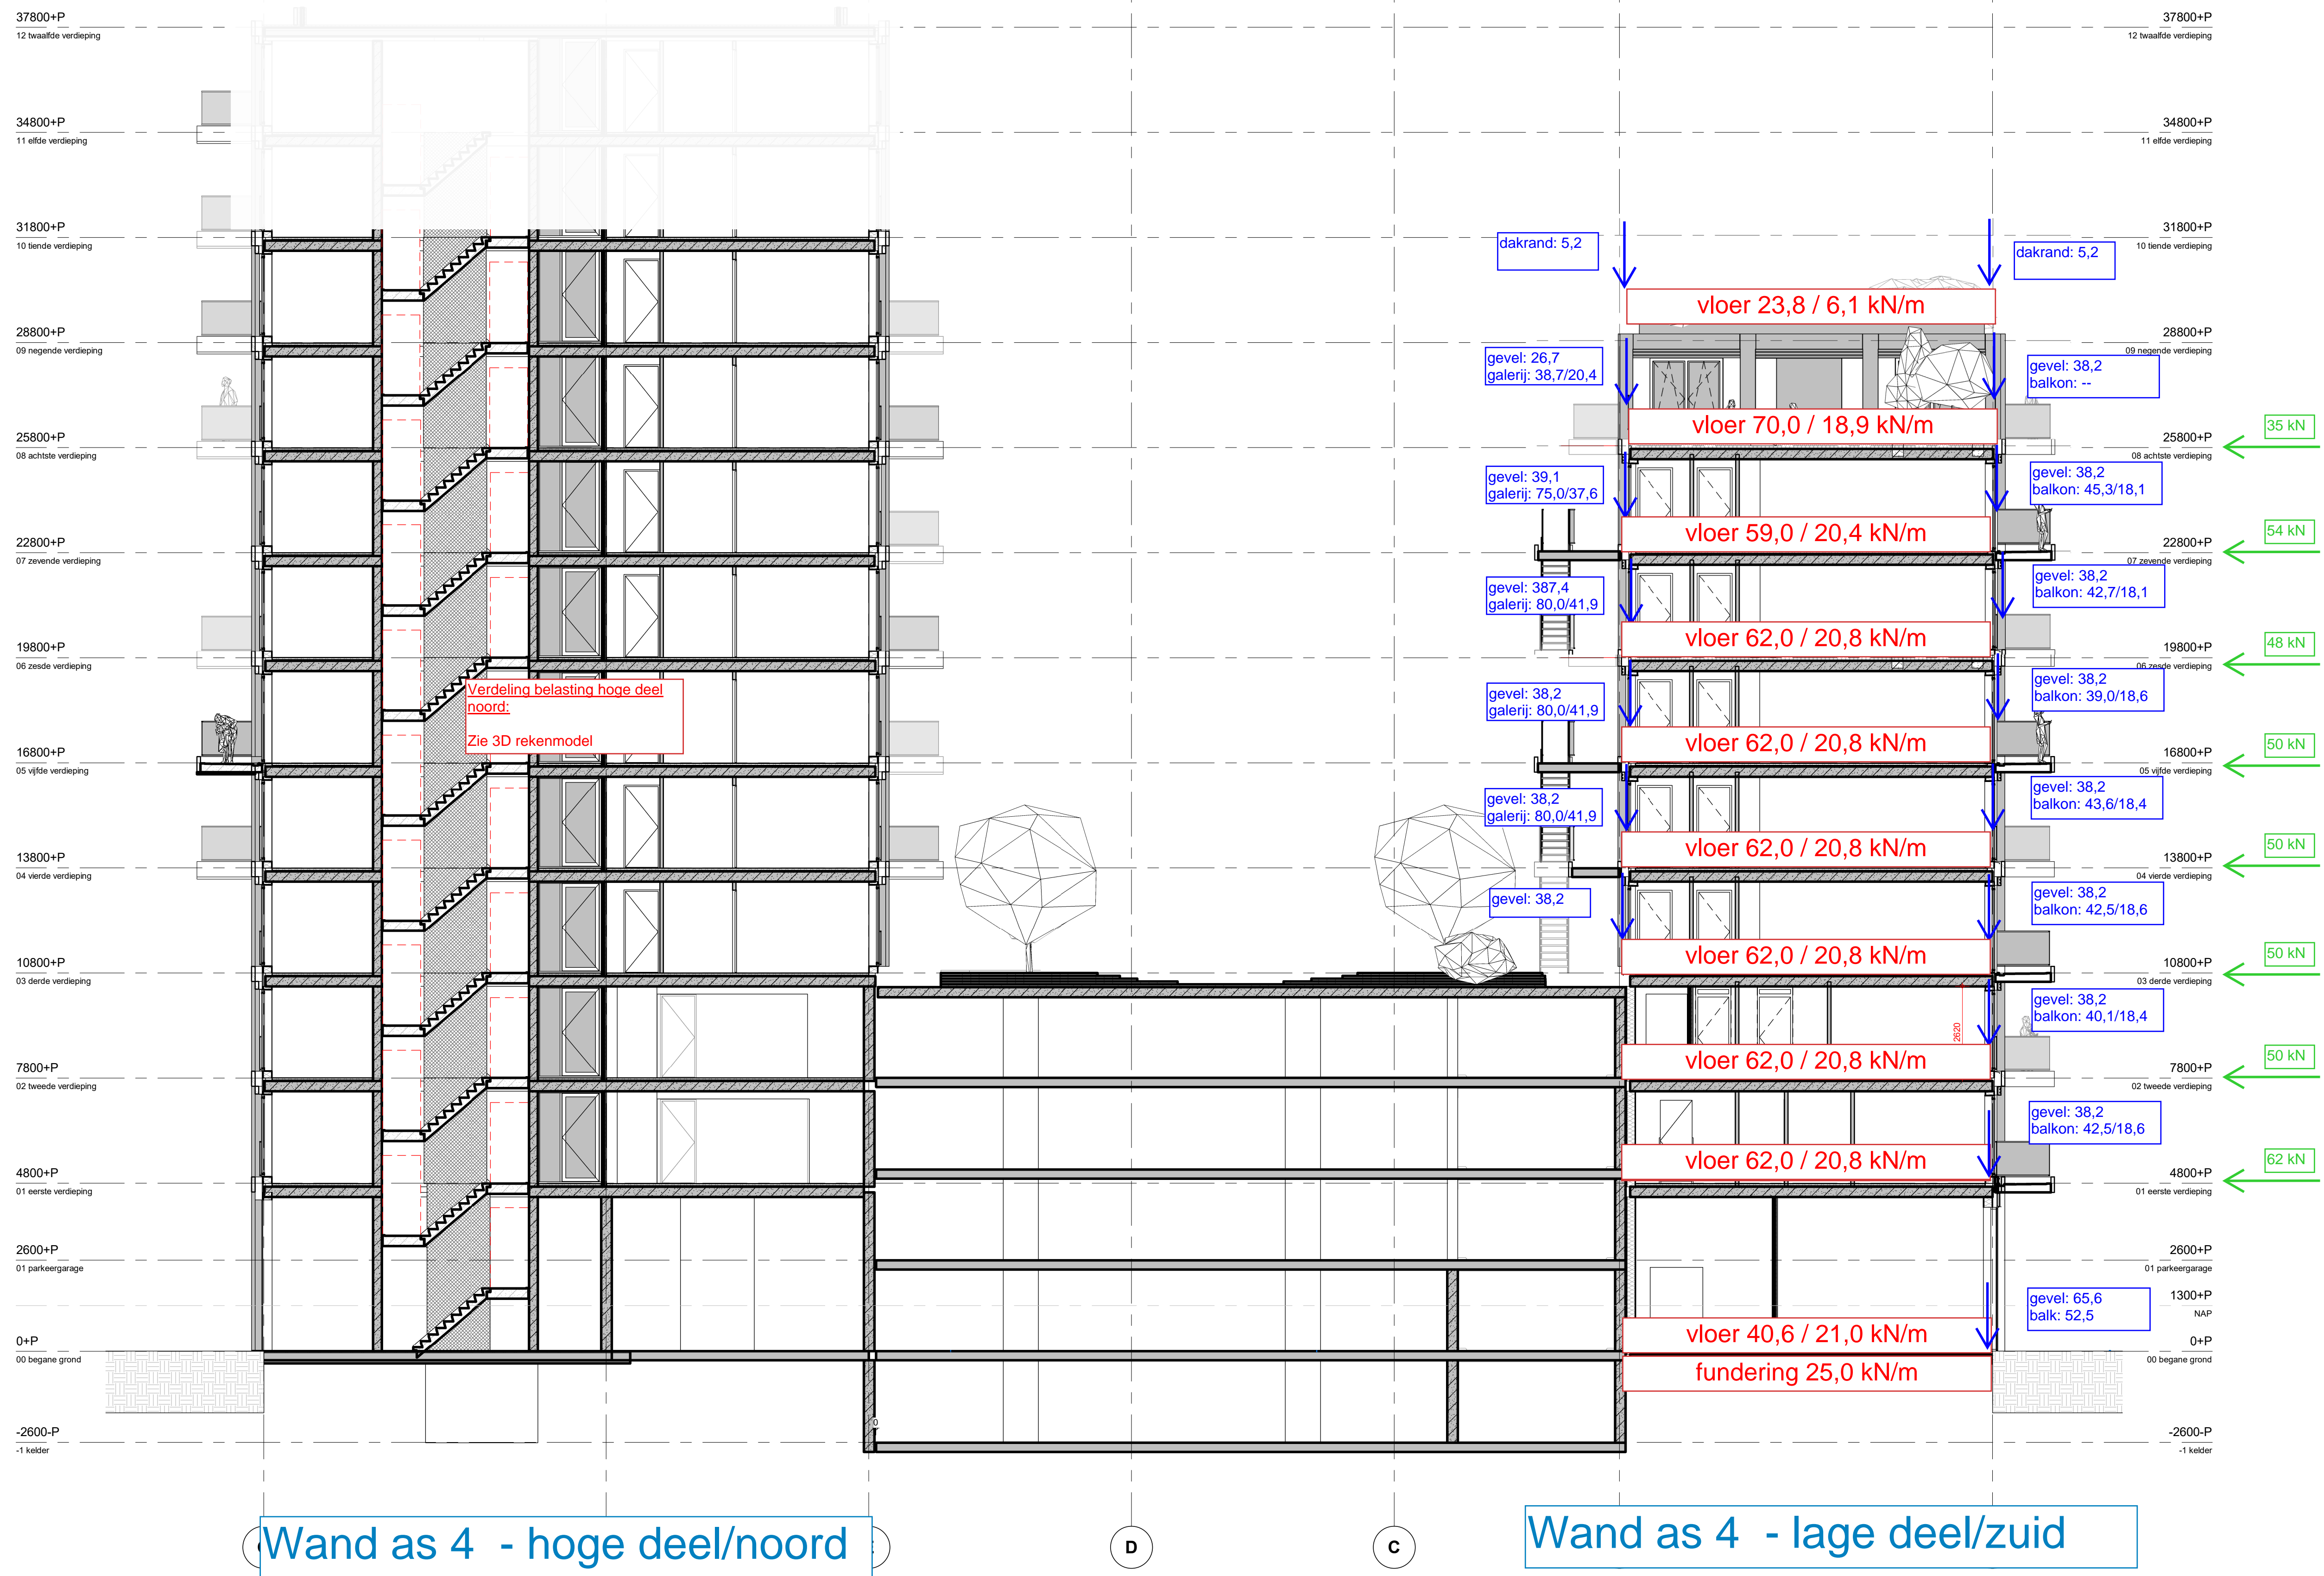 37800+P
12 twaalfde verdieping
34800+P
11 elfde verdieping
31800+P
10 tiende verdieping
28800+P
09 negende verdieping
25800+P
08 achtste verdieping
22800+P
07 zevende verdieping
19800+P
06 zesde verdieping
16800+P
05 vijfde verdieping
13800+P
04 vierde verdieping
10800+P
03 derde verdieping
7800+P
02 tweede verdieping
4800+P
01 eerste verdieping
2600+P
01 parkeergarage
0+P
00 begane grond
-2600-P
-1 kelder
Verdeling belasting hoge deel
noord:
Zie 3D rekenmodel
0
dakrand: 5,2
gevel: 26,7
galerij: 38,7/20,4
gevel: 39,1
galerij: 75,0/37,6
gevel: 387,4
galerij: 80,0/41,9
gevel: 38,2
galerij: 80,0/41,9
gevel: 38,2
galerij: 80,0/41,9
gevel: 38,2
vloer 23,8 / 6,1 kN/m
vloer 70,0 / 18,9 kN/m
vloer 59,0 / 20,4 kN/m
vloer 62,0 / 20,8 kN/m
vloer 62,0 / 20,8 kN/m
vloer 62,0 / 20,8 kN/m
vloer 62,0 / 20,8 kN/m
2620
vloer 62,0 / 20,8 kN/m
vloer 62,0 / 20,8 kN/m
vloer 40,6 / 21,0 kN/m
fundering 25,0 kN/m
dakrand: 5,2
gevel: 38,2
balkon: --
gevel: 38,2
balkon: 45,3/18,1
gevel: 38,2
balkon: 42,7/18,1
gevel: 38,2
balkon: 39,0/18,6
gevel: 38,2
balkon: 43,6/18,4
gevel: 38,2
balkon: 42,5/18,6
gevel: 38,2
balkon: 40,1/18,4
gevel: 38,2
balkon: 42,5/18,6
gevel: 65,6
balk: 52,5
37800+P
12 twaalfde verdieping
34800+P
11 elfde verdieping
31800+P
10 tiende verdieping
28800+P
09 negende verdieping
25800+P
08 achtste verdieping
22800+P
07 zevende verdieping
19800+P
06 zesde verdieping
16800+P
05 vijfde verdieping
13800+P
04 vierde verdieping
10800+P
03 derde verdieping
7800+P
02 tweede verdieping
4800+P
01 eerste verdieping
2600+P
01 parkeergarage
1300+P
NAP
0+P
00 begane grond
-2600-P
-1 kelder
35 kN
54 kN
48 kN
50 kN
50 kN
50 kN
50 kN
62 kN
Wand as 4 - hoge deel/noord
D
C
Wand as 4 - lage deel/zuid